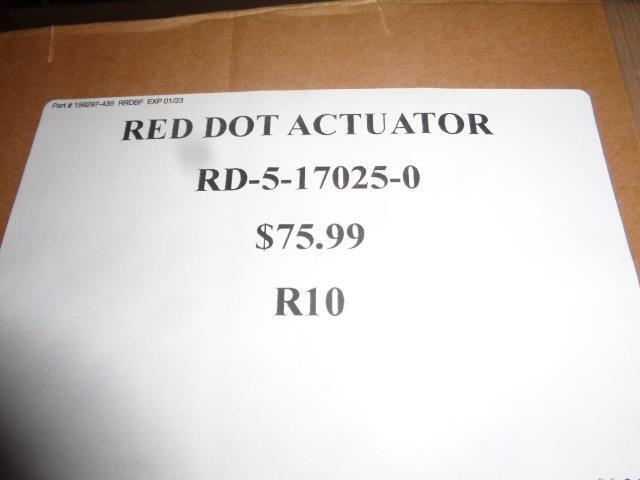 Part # 156297-435 RRDBF EXP 01/23
RED DOT ACTUATOR
RD-5-17025-0
$75.99
R10